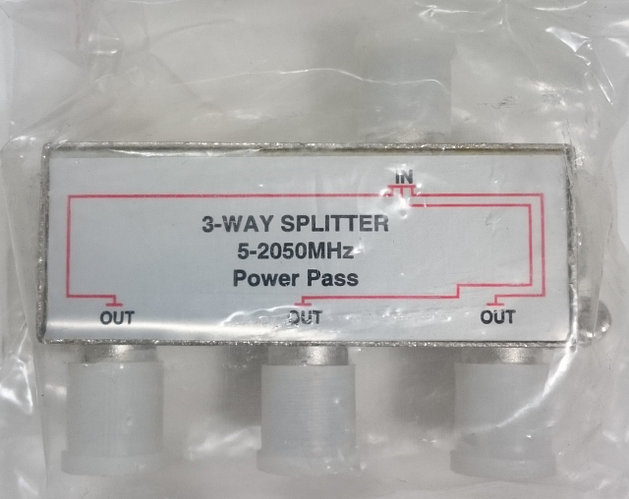 IN
3-WAY SPLITTER
5-2050MHz
Power Pass
OUT OUT OUT